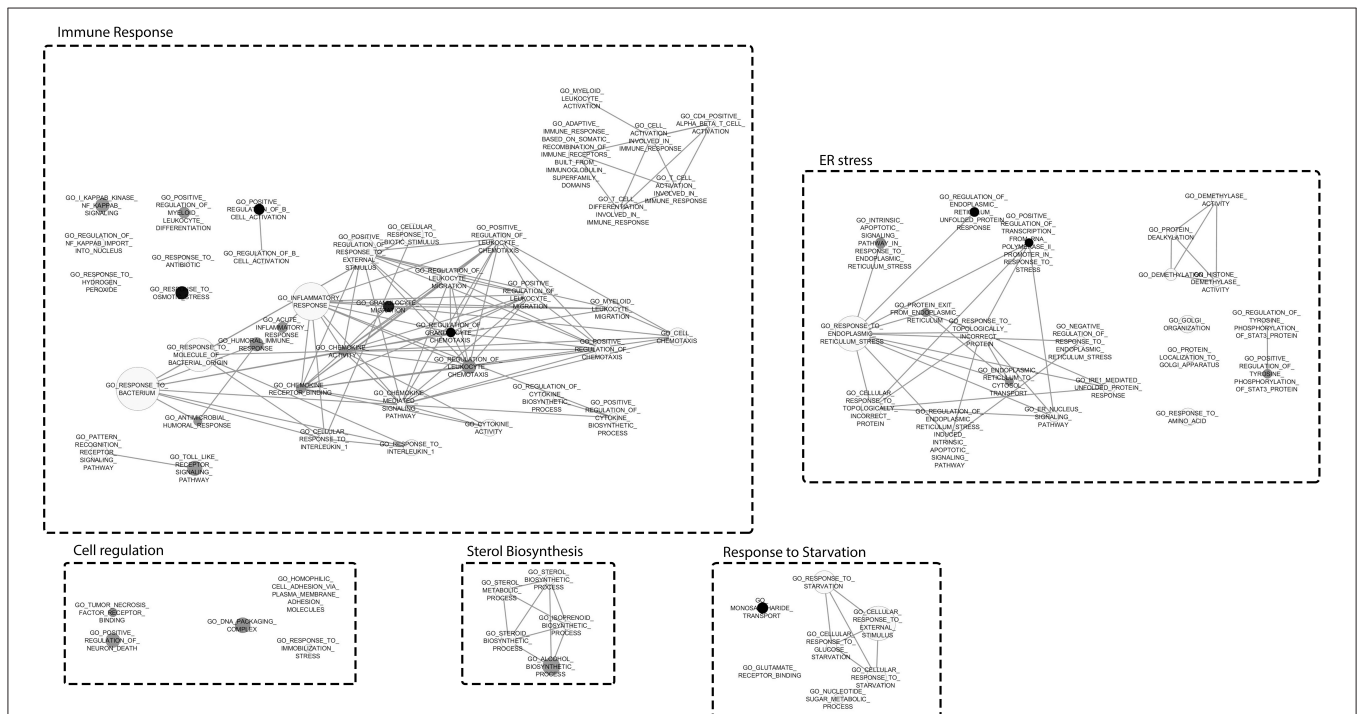 Immune Response
GO_MYELOID_
LEUKOCYTE_
ACTIVATION
GO_ADAPTIVE_
IMMUNE_RESPONSE_
BASED_ON_SOMATIC_
RECOMBINATION_OF_
IMMUNE_RECEPTORS_
BUILT_FROM_
IMMUNOGLOBULIN_
SUPERFAMILY_
DOMAINS
GO_CELL_
ACTIVATION_
INVOLVED_IN_
IMMUNE_RESPONSE
GO_CD4_POSITIVE_
ALPHA_BETA_T_CELL_
ACTIVATION
GO_T_CELL_
ACTIVATION_
INVOLVED_IN_
IMMUNE_RESPONSE
GO_T_CELL_
DIFFERENTIATION_
INVOLVED_IN_
IMMUNE_RESPONSE
GO_I_KAPPAB_KINASE_
NF_KAPPAB_
SIGNALING
GO_POSITIVE_
REGULATION_OF_
MYELOID_
LEUKOCYTE_
DIFFERENTIATION
GO_POSITIVE_
REGULATION_OF_B_
CELL_ACTIVATION
GO_REGULATION_OF_
NF_KAPPAB_IMPORT_
INTO_NUCLEUS
GO_RESPONSE_TO_
ANTIBIOTIC
GO_REGULATION_OF_B_
CELL_ACTIVATION
GO_RESPONSE_TO_
HYDROGEN_
PEROXIDE
GO_RESPONSE_TO_
OSMOTIC_STRESS
GO_POSITIVE_
REGULATION_OF_
RESPONSE_TO_
EXTERNAL_
STIMULUS
GO_CELLULAR_
RESPONSE_TO_
BIOTIC_STIMULUS
GO_POSITIVE_
REGULATION_OF_
LEUKOCYTE_
CHEMOTAXIS
GO_REGULATION_OF_
LEUKOCYTE_
MIGRATION
GO_POSITIVE_
REGULATION_OF_
LEUKOCYTE_
MIGRATION
GO_INFLAMMATORY_
RESPONSE
GO_GRANULOCYTE_
MIGRATION
GO_MYELOID_
LEUKOCYTE_
MIGRATION
GO_ACUTE_
INFLAMMATORY_
RESPONSE
GO_HUMORAL_IMMUNE_
RESPONSE
GO_REGULATION_OF_
GRANULOCYTE_
CHEMOTAXIS
GO_CELL_
CHEMOTAXIS
GO_RESPONSE_TO_
MOLECULE_OF_
BACTERIAL_ORIGIN
GO_CHEMOKINE_
ACTIVITY
GO_POSITIVE_
REGULATION_OF_
CHEMOTAXIS
GO_REGULATION_OF_
LEUKOCYTE_
CHEMOTAXIS
GO_RESPONSE_TO_
BACTERIUM
GO_CHEMOKINE_
RECEPTOR_BINDING
GO_CHEMOKINE_
MEDIATED_
SIGNALING_
PATHWAY
GO_REGULATION_OF_
CYTOKINE_
BIOSYNTHETIC_
PROCESS
GO_POSITIVE_
REGULATION_OF_
CYTOKINE_
BIOSYNTHETIC_
PROCESS
GO_ANTIMICROBIAL_
HUMORAL_RESPONSE
GO_CYTOKINE_
ACTIVITY
GO_CELLULAR_
RESPONSE_TO_
INTERLEUKIN_1
GO_RESPONSE_TO_
INTERLEUKIN_1
GO_PATTERN_
RECOGNITION_
RECEPTOR_
SIGNALING_
PATHWAY
GO_TOLL_LIKE_
RECEPTOR_
SIGNALING_
PATHWAY
ER stress
GO_REGULATION_OF_
ENDOPLASMIC_
RETICULUM_
UNFOLDED_PROTEIN_
RESPONSE
GO_INTRINSIC_
APOPTOTIC_
SIGNALING_
PATHWAY_IN_
RESPONSE_TO_
ENDOPLASMIC_
RETICULUM_STRESS
GO_POSITIVE_
REGULATION_OF_
TRANSCRIPTION_
FROM_RNA_
POLYMERASE_II_
PROMOTER_IN_
RESPONSE_TO_
STRESS
GO_DEMETHYLASE_
ACTIVITY
GO_PROTEIN_
DEALKYLATION
GO_DEMETHYLATION
GO_HISTONE_
DEMETHYLASE_
ACTIVITY
GO_PROTEIN_EXIT_
FROM_ENDOPLASMIC_
RETICULUM
GO_RESPONSE_TO_
TOPOLOGICALLY_
INCORRECT_
PROTEIN
GO_RESPONSE_TO_
ENDOPLASMIC_
RETICULUM_STRESS
GO_NEGATIVE_
REGULATION_OF_
RESPONSE_TO_
ENDOPLASMIC_
RETICULUM_STRESS
GO_GOLGI_
ORGANIZATION
GO_REGULATION_OF_
TYROSINE_
PHOSPHORYLATION_
OF_STAT3_PROTEIN
GO_PROTEIN_
LOCALIZATION_TO_
GOLGI_APPARATUS
GO_POSITIVE_
REGULATION_OF_
TYROSINE_
PHOSPHORYLATION_
OF_STAT3_PROTEIN
GO_ENDOPLASMIC_
RETICULUM_TO_
CYTOSOL_
TRANSPORT
GO_IRE1_MEDIATED_
UNFOLDED_PROTEIN_
RESPONSE
GO_CELLULAR_
RESPONSE_TO_
TOPOLOGICALLY_
INCORRECT_
PROTEIN
GO_REGULATION_OF_
ENDOPLASMIC_
RETICULUM_STRESS_
INDUCED_
INTRINSIC_
APOPTOTIC_
SIGNALING_
PATHWAY
GO_ER_NUCLEUS_
SIGNALING_
PATHWAY
GO_RESPONSE_TO_
AMINO_ACID
Cell regulation
GO_HOMOPHILIC_
CELL_ADHESION_VIA_
PLASMA_MEMBRANE_
ADHESION_
MOLECULES
GO_TUMOR_NECROSIS_
FACTOR_RECEPTOR_
BINDING
GO_POSITIVE_
REGULATION_OF_
NEURON_DEATH
GO_DNA_PACKAGING_
COMPLEX
GO_RESPONSE_TO_
IMMOBILIZATION_
STRESS
Sterol Biosynthesis
GO_STEROL_
BIOSYNTHETIC_
PROCESS
GO_STEROL_
METABOLIC_
PROCESS
GO_ISOPRENOID_
BIOSYNTHETIC_
PROCESS
GO_STEROID_
BIOSYNTHETIC_
PROCESS
GO_ALCOHOL_
BIOSYNTHETIC_
PROCESS
Response to Starvation
GO_RESPONSE_TO_
STARVATION
GO_
MONOSACCHARIDE_
TRANSPORT
GO_CELLULAR_
RESPONSE_TO_
EXTERNAL_
STIMULUS
GO_CELLULAR_
RESPONSE_TO_
GLUCOSE_
STARVATION
GO_GLUTAMATE_
RECEPTOR_BINDING
GO_CELLULAR_
RESPONSE_TO_
STARVATION
GO_NUCLEOTIDE_
SUGAR_METABOLIC_
PROCESS